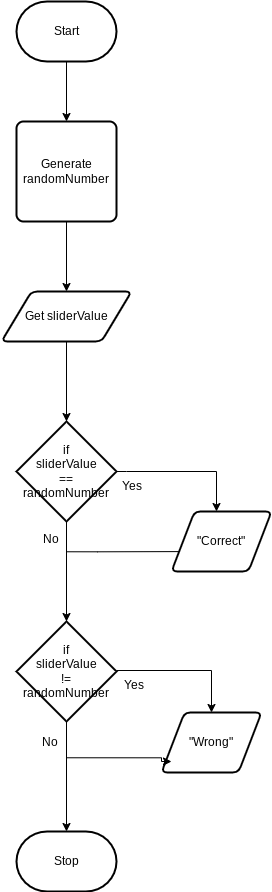 Start
Generate
randomNumber
Get sliderValue
if
sliderValue
==
randomNumber
Yes
No
"Correct"
if
sliderValue
!=
randomNumber
Yes
No
"Wrong"
Stop